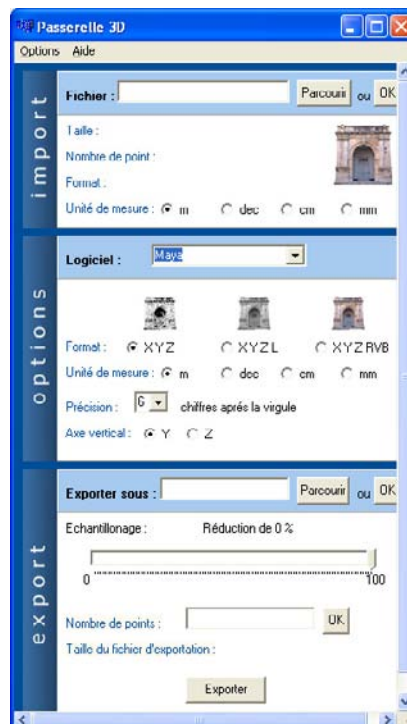 Passerelle 3D
Options Aide
import
Fichier : Parcourir ou OK
Taille :
Nombre de point :
Format :
Unité de mesure : m dec cm mm
options
Logiciel : Maya
Format : XYZ XYZL XYZRVB
Unité de mesure : m dec cm mm
Précision : 6 chiffres aprés la virgule
Axe vertical : Y Z
export
Exporter sous : Parcourir ou OK
Echantillonage : Réduction de 0 %
0 100
Nombre de points : OK
Taille du fichier d'exportation :
Exporter